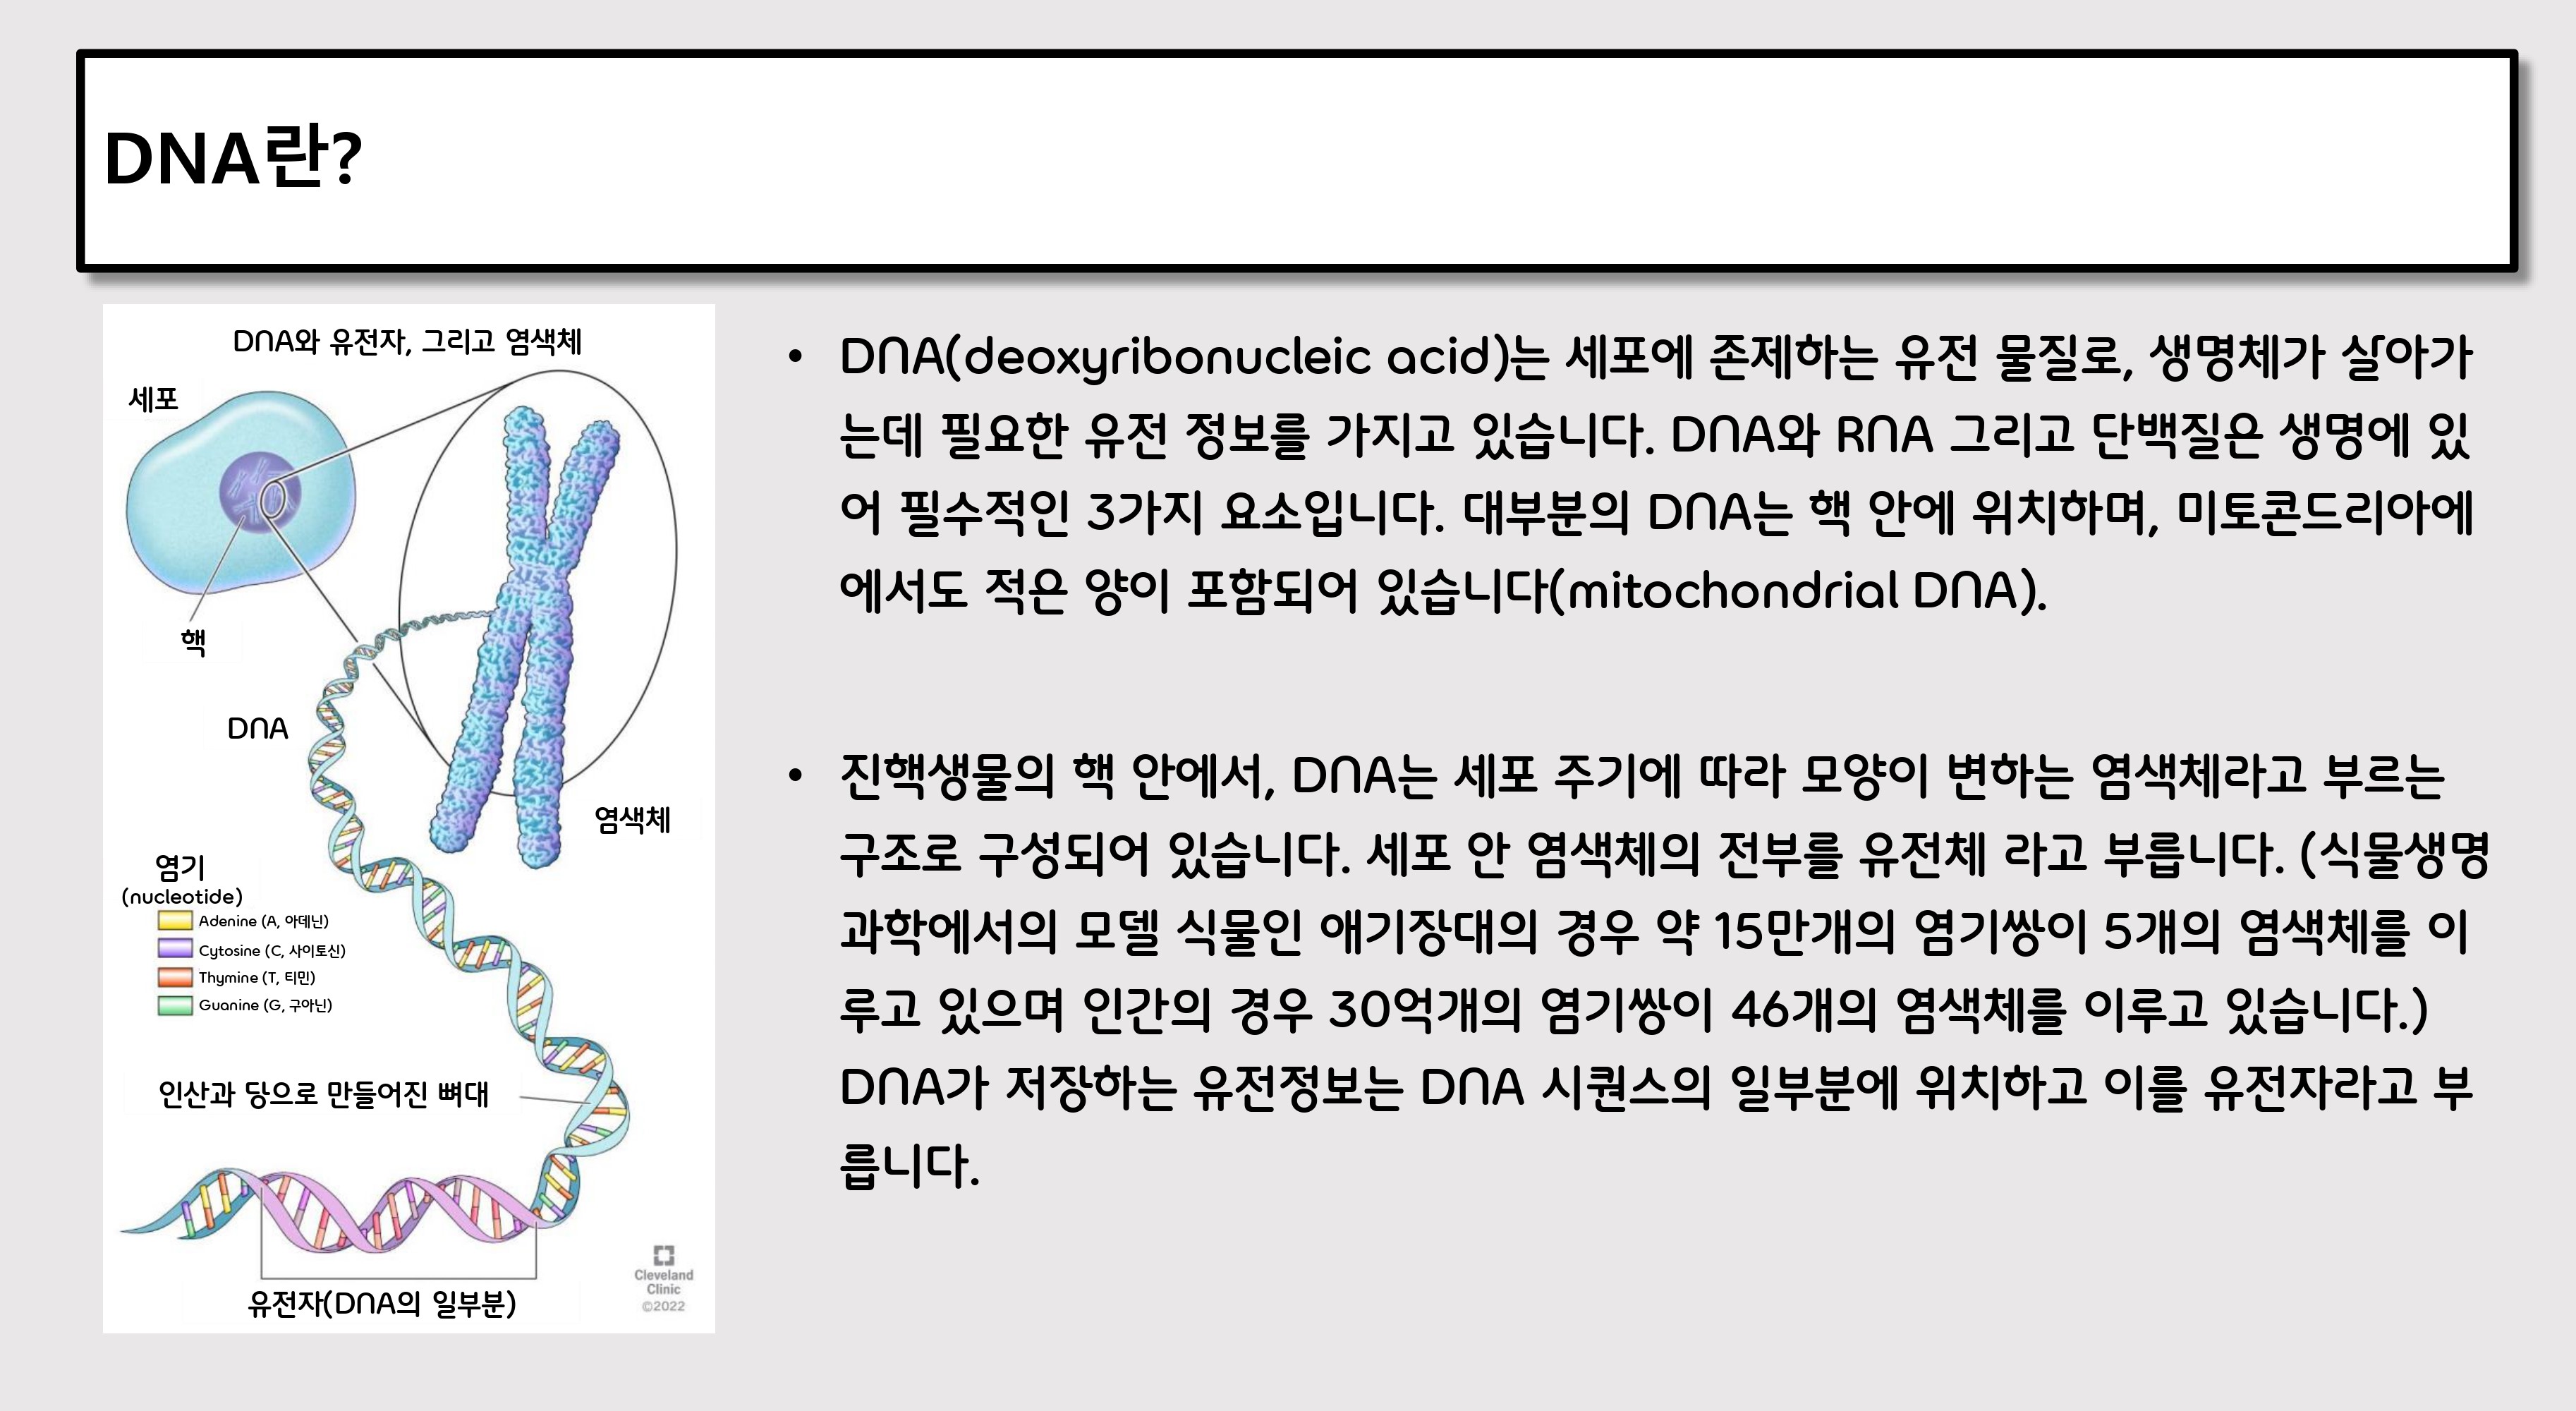 DNA란?
DNA와 유전자, 그리고 염색체
세포
핵
DNA
염색체
염기
(nucleotide)
Adenine (A, 아데닌)
Cytosine (C, 사이토신)
Thymine (T, 티민)
Guanine (G, 구아닌)
인산과 당으로 만들어진 뼈대
유전자(DNA의 일부분)
Cleveland
Clinic
©2022
• DNA(deoxyribonucleic acid)는 세포에 존재하는 유전 물질로, 생명체가 살아가
는데 필요한 유전 정보를 가지고 있습니다. DNA와 RNA 그리고 단백질은 생명에 있
어 필수적인 3가지 요소입니다. 대부분의 DNA는 핵 안에 위치하며, 미토콘드리아에
에서도 적은 양이 포함되어 있습니다(mitochondrial DNA).
• 진핵생물의 핵 안에서, DNA는 세포 주기에 따라 모양이 변하는 염색체라고 부르는
구조로 구성되어 있습니다. 세포 안 염색체의 전부를 유전체 라고 부릅니다. (식물생명
과학에서의 모델 식물인 애기장대의 경우 약 15만개의 염기쌍이 5개의 염색체를 이
루고 있으며 인간의 경우 30억개의 염기쌍이 46개의 염색체를 이루고 있습니다.)
DNA가 저장하는 유전정보는 DNA 시퀀스의 일부분에 위치하고 이를 유전자라고 부
릅니다.